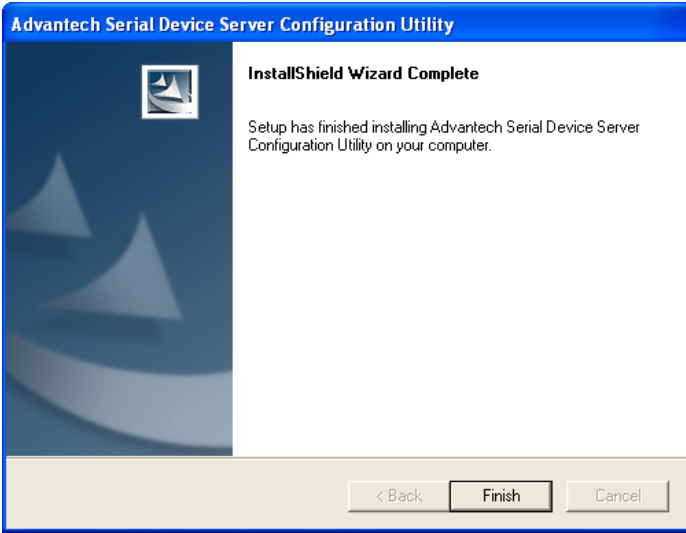 Advantech Serial Device Server Configuration Utility
InstallShield Wizard Complete
Setup has finished installing Advantech Serial Device Server
Configuration Utility on your computer.
< Back
Finish
Cancel